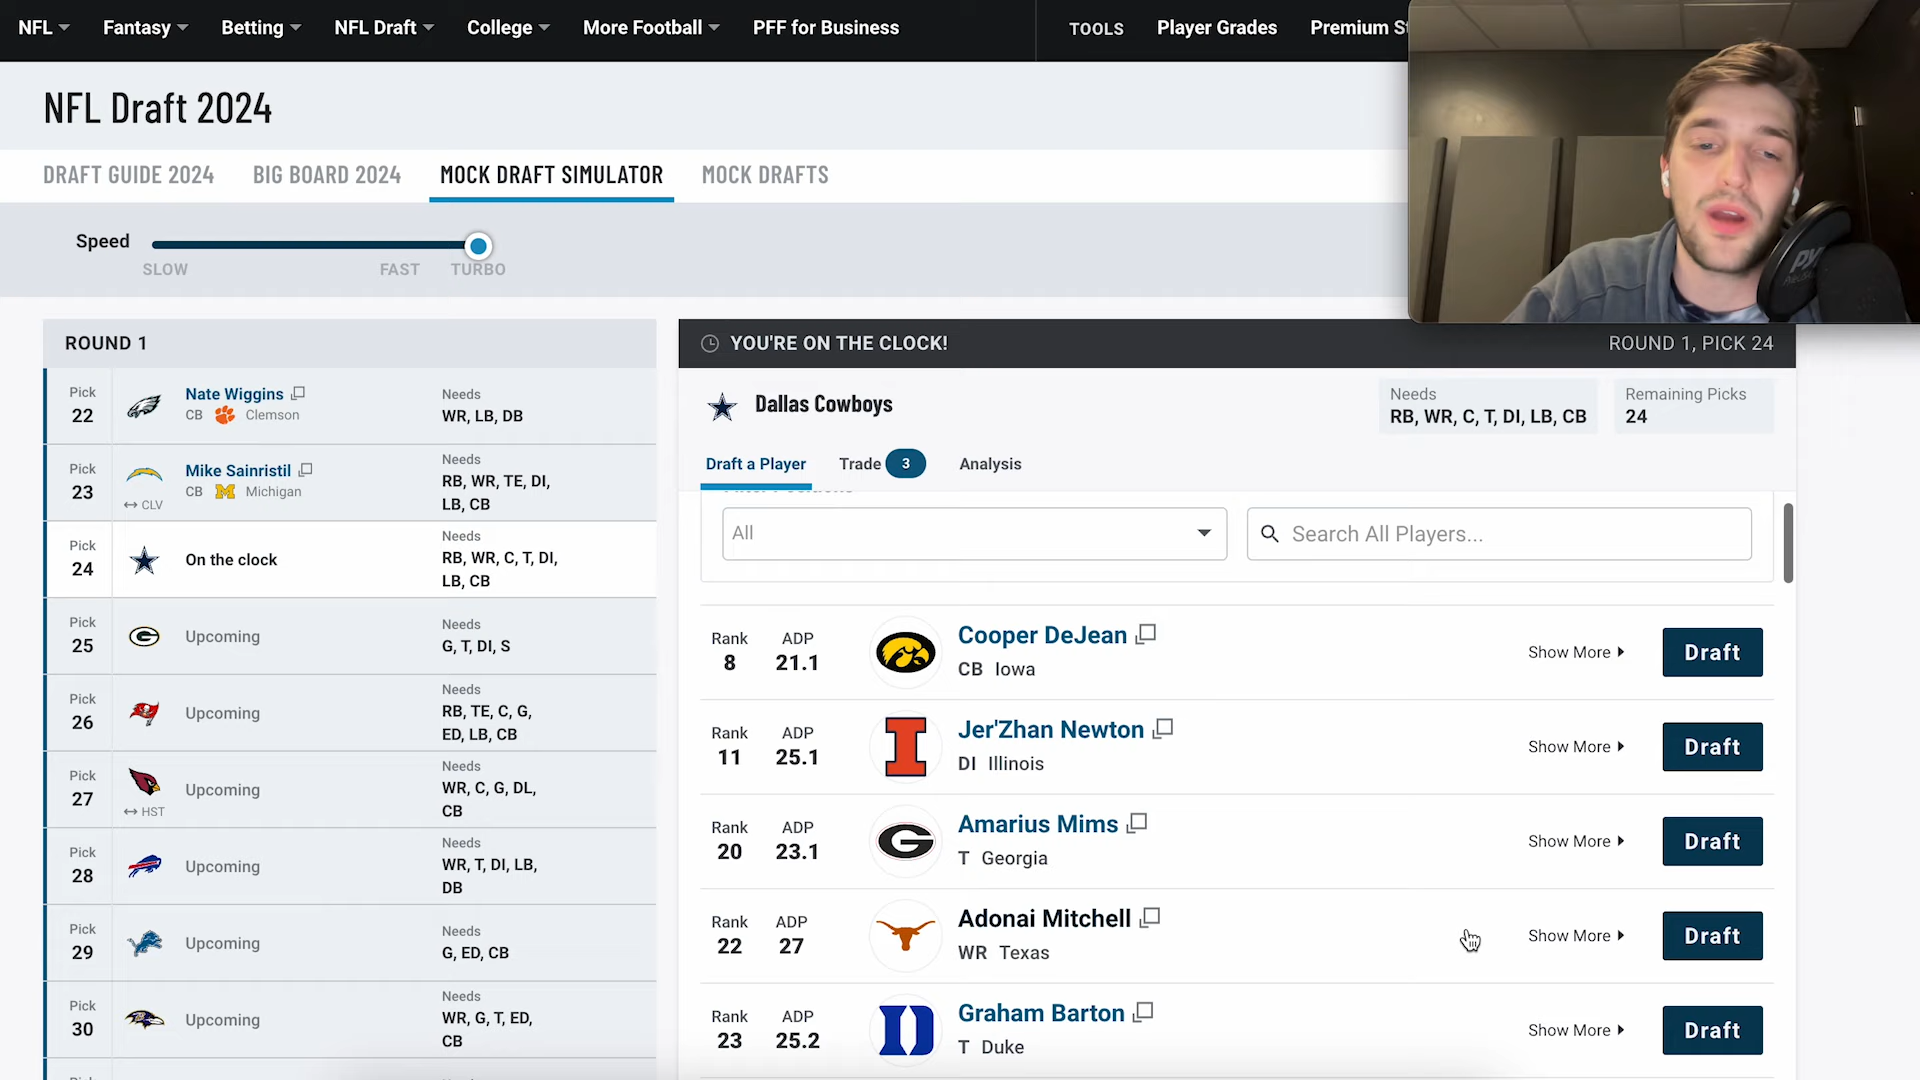 NFL Fantasy Betting NFL Draft College More Football PFF for Business TOOLS Player Grades Premium St
NFL Draft 2024
DRAFT GUIDE 2024 BIG BOARD 2024 MOCK DRAFT SIMULATOR MOCK DRAFTS
Speed
SLOW FAST TURBO
ROUND 1
Pick 22
Nate Wiggins
CB Clemson
Needs
WR, LB, DB
Pick 23
CLV
Mike Sainristil
CB M Michigan
Needs
RB, WR, TE, DI,
LB, CB
Pick 24
On the clock
Needs
RB, WR, C, T, DI,
LB, CB
Pick 25
G
Upcoming
Needs
G, T, DI, S
Pick 26
Upcoming
Needs
RB, TE, C, G,
ED, LB, CB
Pick 27
HST
Upcoming
Needs
WR, C, G, DL,
CB
Pick 28
Upcoming
Needs
WR, T, DI, LB,
DB
Pick 29
Upcoming
Needs
G, ED, CB
Pick 30
Upcoming
Needs
WR, G, T, ED,
CB
YOU'RE ON THE CLOCK! ROUND 1, PICK 24
Dallas Cowboys
Needs
RB, WR, C, T, DI, LB, CB
Remaining Picks
24
Draft a Player Trade 3 Analysis
All
Search All Players...
Rank 8
ADP 21.1
Cooper DeJean
CB Iowa
Show More Draft
Rank 11
ADP 25.1
I
Jer'Zhan Newton
DI Illinois
Show More Draft
Rank 20
ADP 23.1
G
Amarius Mims
T Georgia
Show More Draft
Rank 22
ADP 27
Adonai Mitchell
WR Texas
Show More Draft
Rank 23
ADP 25.2
D
Graham Barton
T Duke
Show More Draft